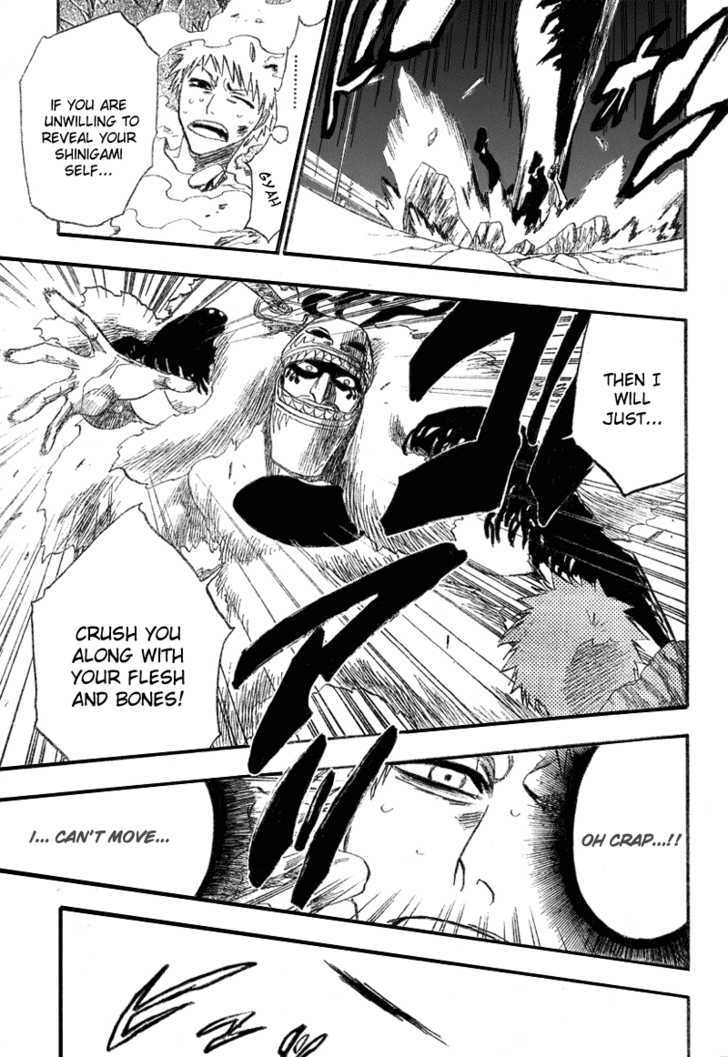 IF YOU ARE
UNWILLING TO
REVEAL YOUR
SHINIGAMI
SELF...
..........
GYAH
THEN I
WILL
JUST...
CRUSH YOU
ALONG WITH
YOUR FLESH
AND BONES!
OH CRAP...!!
I... CAN'T MOVE...